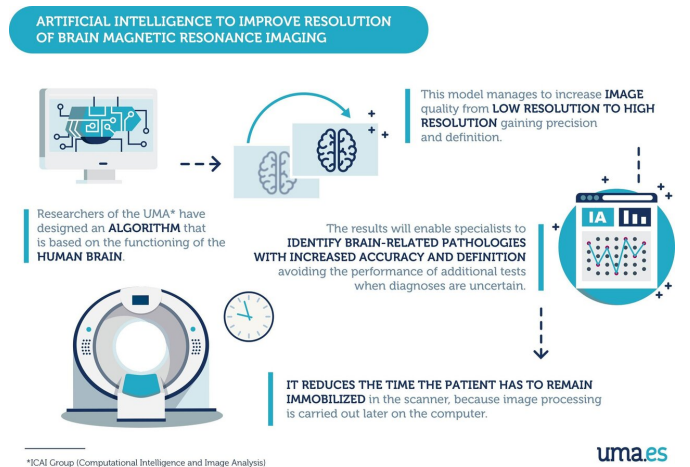 ARTIFICIAL INTELLIGENCE TO IMPROVE RESOLUTION
OF BRAIN MAGNETIC RESONANCE IMAGING
This model manages to increase IMAGE
quality from LOW RESOLUTION TO HIGH
RESOLUTION gaining precision
and definition.
Researchers of the UMA* have
designed an ALGORITHM that
is based on the functioning of the
HUMAN BRAIN.
IA
The results will enable specialists to
IDENTIFY BRAIN-RELATED PATHOLOGIES
WITH INCREASED ACCURACY AND DEFINITION
avoiding the performance of additional tests
when diagnoses are uncertain.
IT REDUCES THE TIME THE PATIENT HAS TO REMAIN
IMMOBILIZED in the scanner, because image processing
is carried out later on the computer.
*ICAI Group (Computational Intelligence and Image Analysis)
uma.es